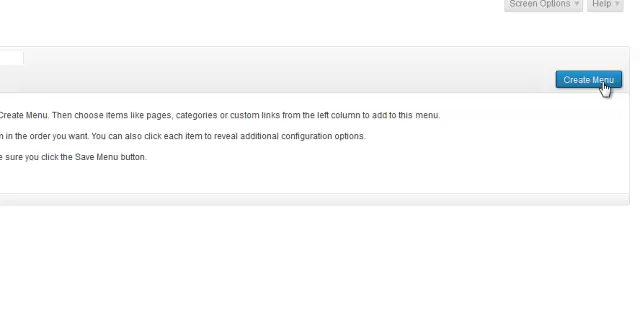 Screen Options Help
Create Menu
Create Menu. Then choose items like pages, categories or custom links from the left column to add to this menu.
in the order you want. You can also click each item to reveal additional configuration options.
sure you click the Save Menu button.